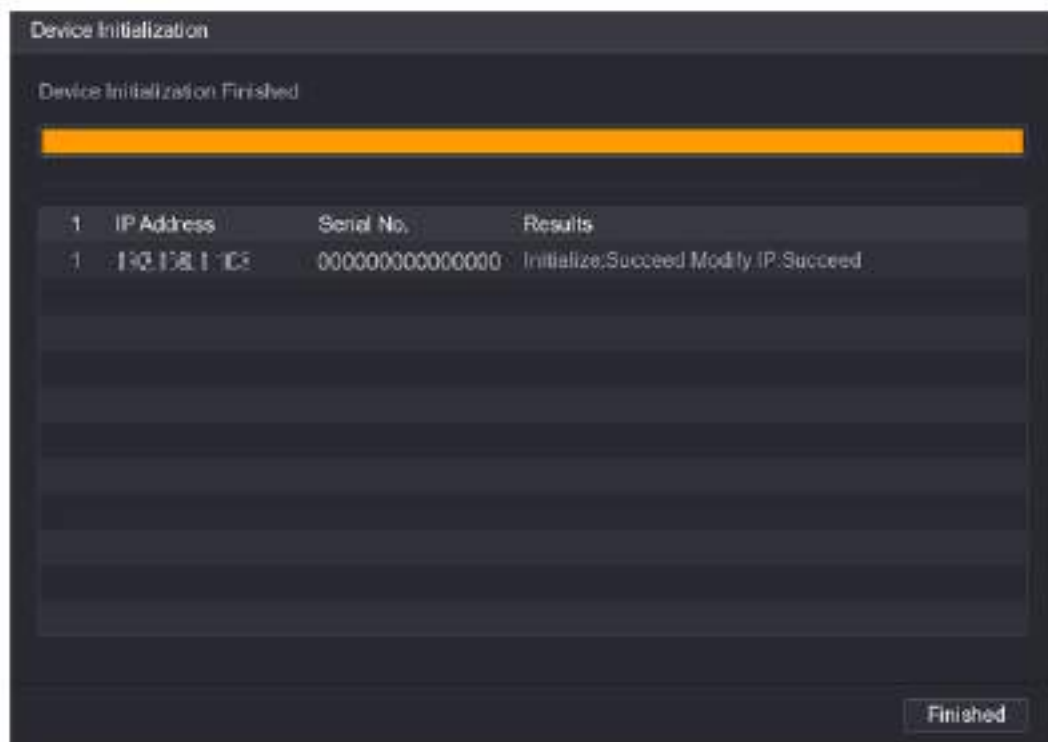 Device Initialization
Device Initialization Finished
1 IP Address Serial No. Results
1 000000000000000 Initialize:Succeed Modify IP:Succeed
Finished